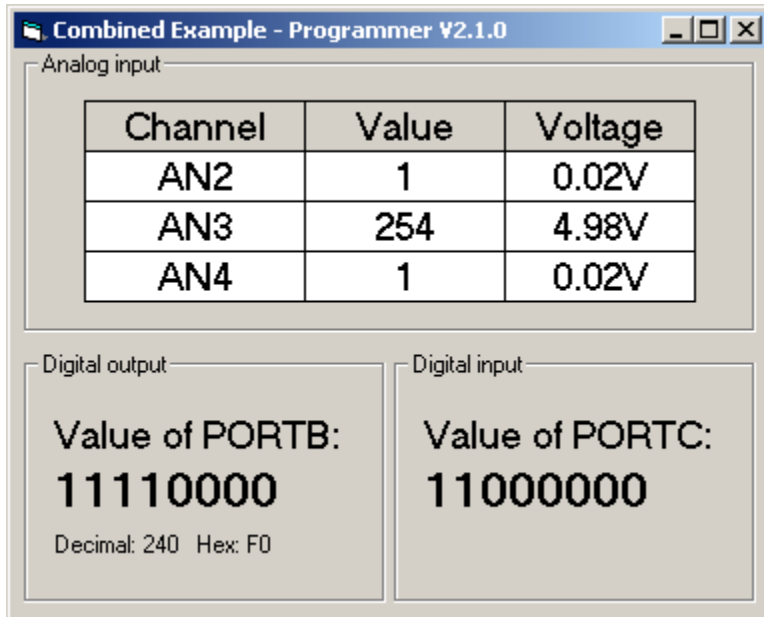 Combined Example - Programmer V2.1.0
Analog input
Channel Value Voltage
AN2 1 0.02V
AN3 254 4.98V
AN4 1 0.02V
Digital output
Value of PORTB:
11110000
Decimal: 240 Hex: F0
Digital input
Value of PORTC:
11000000